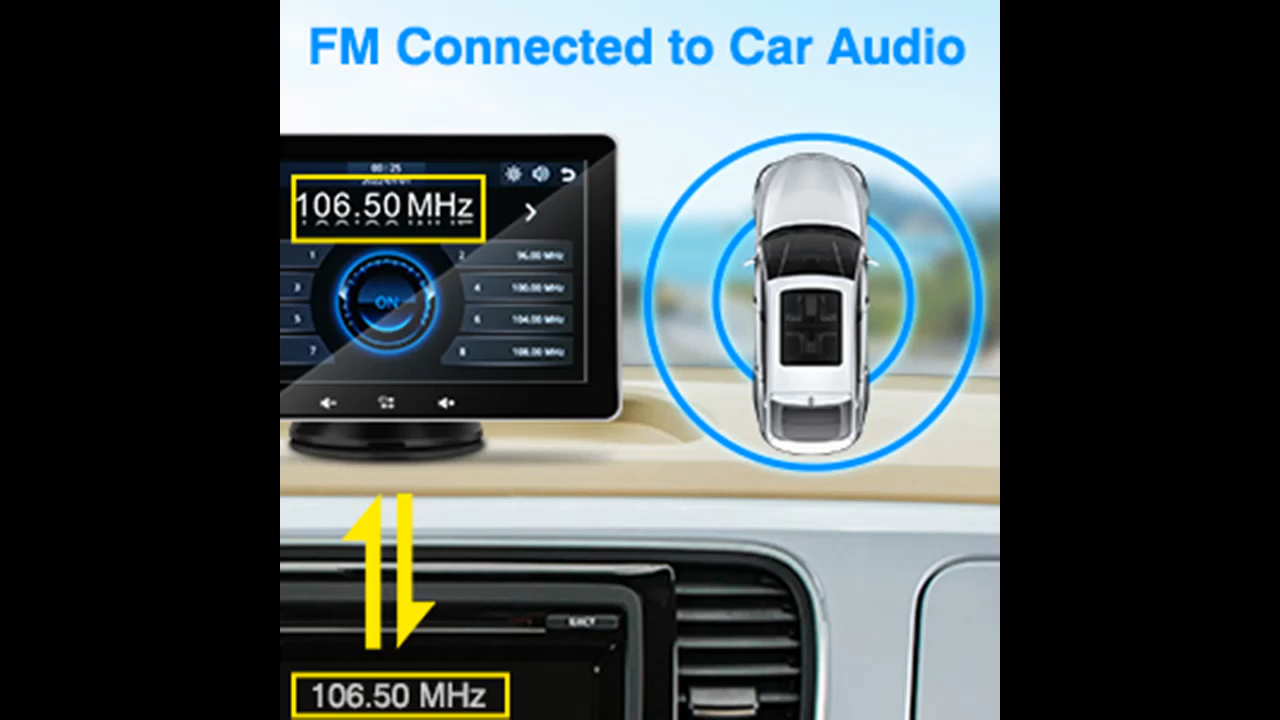 FM Connected to Car Audio
00:25
106.50 MHz
1
2 96.00 MHz
3
4 100.00 MHz
ON
5
6 104.00 MHz
7
8 108.00 MHz
EJECT
106.50 MHz